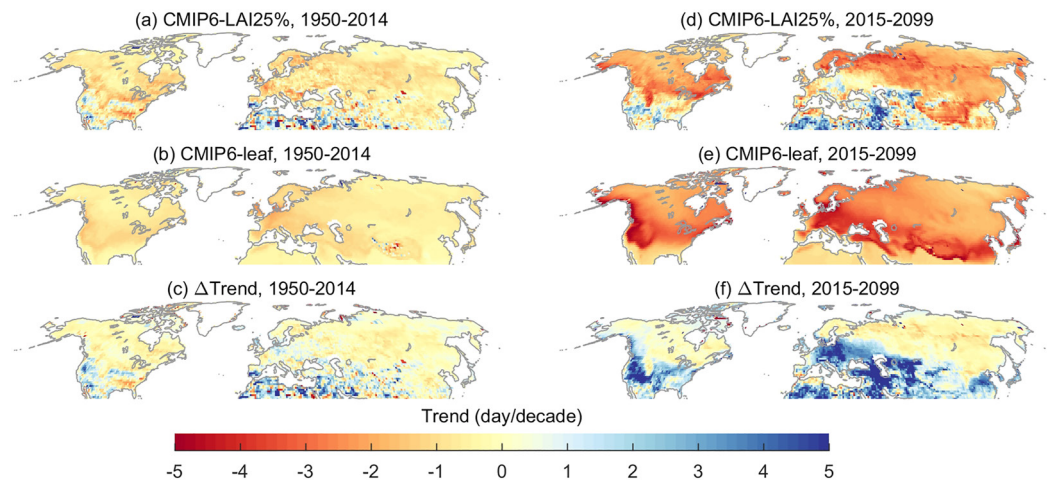 (a) CMIP6-LAI25%, 1950-2014
(d) CMIP6-LAI25%, 2015-2099
(b) CMIP6-leaf, 1950-2014
(e) CMIP6-leaf, 2015-2099
(c) ΔTrend, 1950-2014
(f) ΔTrend, 2015-2099
Trend (day/decade)
-5 -4 -3 -2 -1 0 1 2 3 4 5